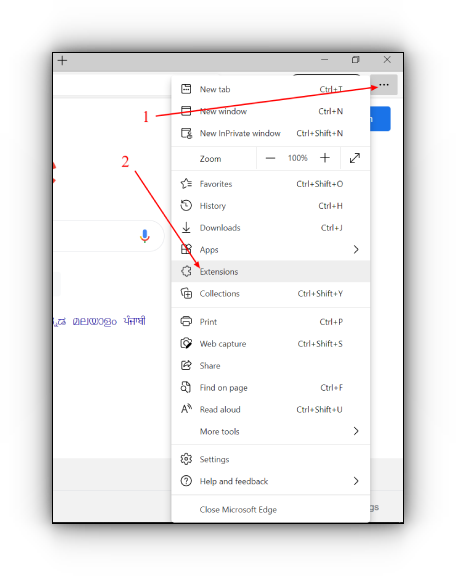 New tab Ctrl+T
1
New window Ctrl+N
New InPrivate window Ctrl+Shift+N
Zoom — 100% +
2
Favorites Ctrl+Shift+O
History Ctrl+H
Downloads Ctrl+J
Apps
Extensions
Collections Ctrl+Shift+Y
മലയാളം ਪੰਜਾਬੀ
Print Ctrl+P
Web capture Ctrl+Shift+S
Share
Find on page Ctrl+F
Read aloud Ctrl+Shift+U
More tools
Settings
Help and feedback
gs
Close Microsoft Edge